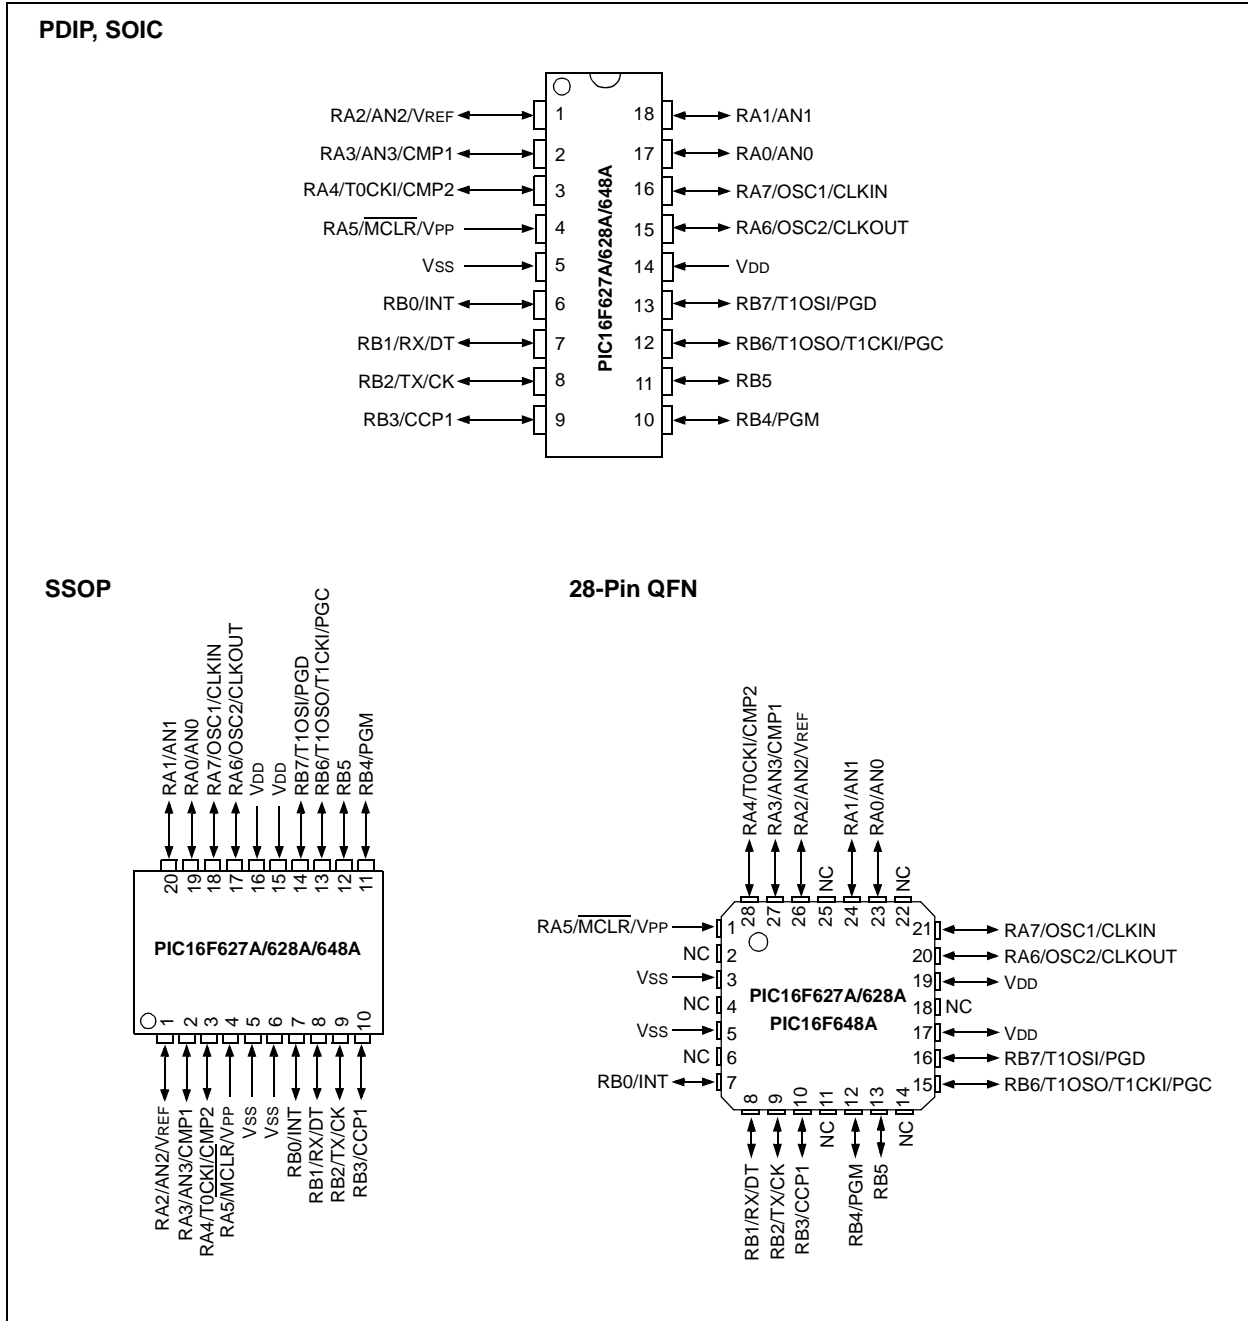 PDIP, SOIC
RA2/AN2/VREF 1 18 RA1/AN1
RA3/AN3/CMP1 2 17 RA0/AN0
RA4/T0CKI/CMP2 3 16 RA7/OSC1/CLKIN
RA5/MCLR/VPP 4 15 RA6/OSC2/CLKOUT
VSS 5 14 VDD
RB0/INT 6 13 RB7/T1OSI/PGD
RB1/RX/DT 7 12 RB6/T1OSO/T1CKI/PGC
RB2/TX/CK 8 11 RB5
RB3/CCP1 9 10 RB4/PGM
PIC16F627A/628A/648A
SSOP
RA1/AN1
RA0/AN0
RA7/OSC1/CLKIN
RA6/OSC2/CLKOUT
VDD
VDD
RB7/T1OSI/PGD
RB6/T1OSO/T1CKI/PGC
RB5
RB4/PGM
20 19 18 17 16 15 14 13 12 11
PIC16F627A/628A/648A
1 2 3 4 5 6 7 8 9 10
RA2/AN2/VREF
RA3/AN3/CMP1
RA4/T0CKI/CMP2
RA5/MCLR/VPP
VSS
VSS
RB0/INT
RB1/RX/DT
RB2/TX/CK
RB3/CCP1
28-Pin QFN
RA4/T0CKI/CMP2
RA3/AN3/CMP1
RA2/AN2/VREF
NC
RA1/AN1
RA0/AN0
NC
28 27 26 25 24 23 22
RA5/MCLR/VPP 1 21 RA7/OSC1/CLKIN
NC 2 20 RA6/OSC2/CLKOUT
VSS 3 19 VDD
NC 4 18 NC
VSS 5 17 VDD
NC 6 16 RB7/T1OSI/PGD
RB0/INT 7 15 RB6/T1OSO/T1CKI/PGC
PIC16F627A/628A
PIC16F648A
8 9 10 11 12 13 14
RB1/RX/DT
RB2/TX/CK
RB3/CCP1
NC
RB4/PGM
RB5
NC